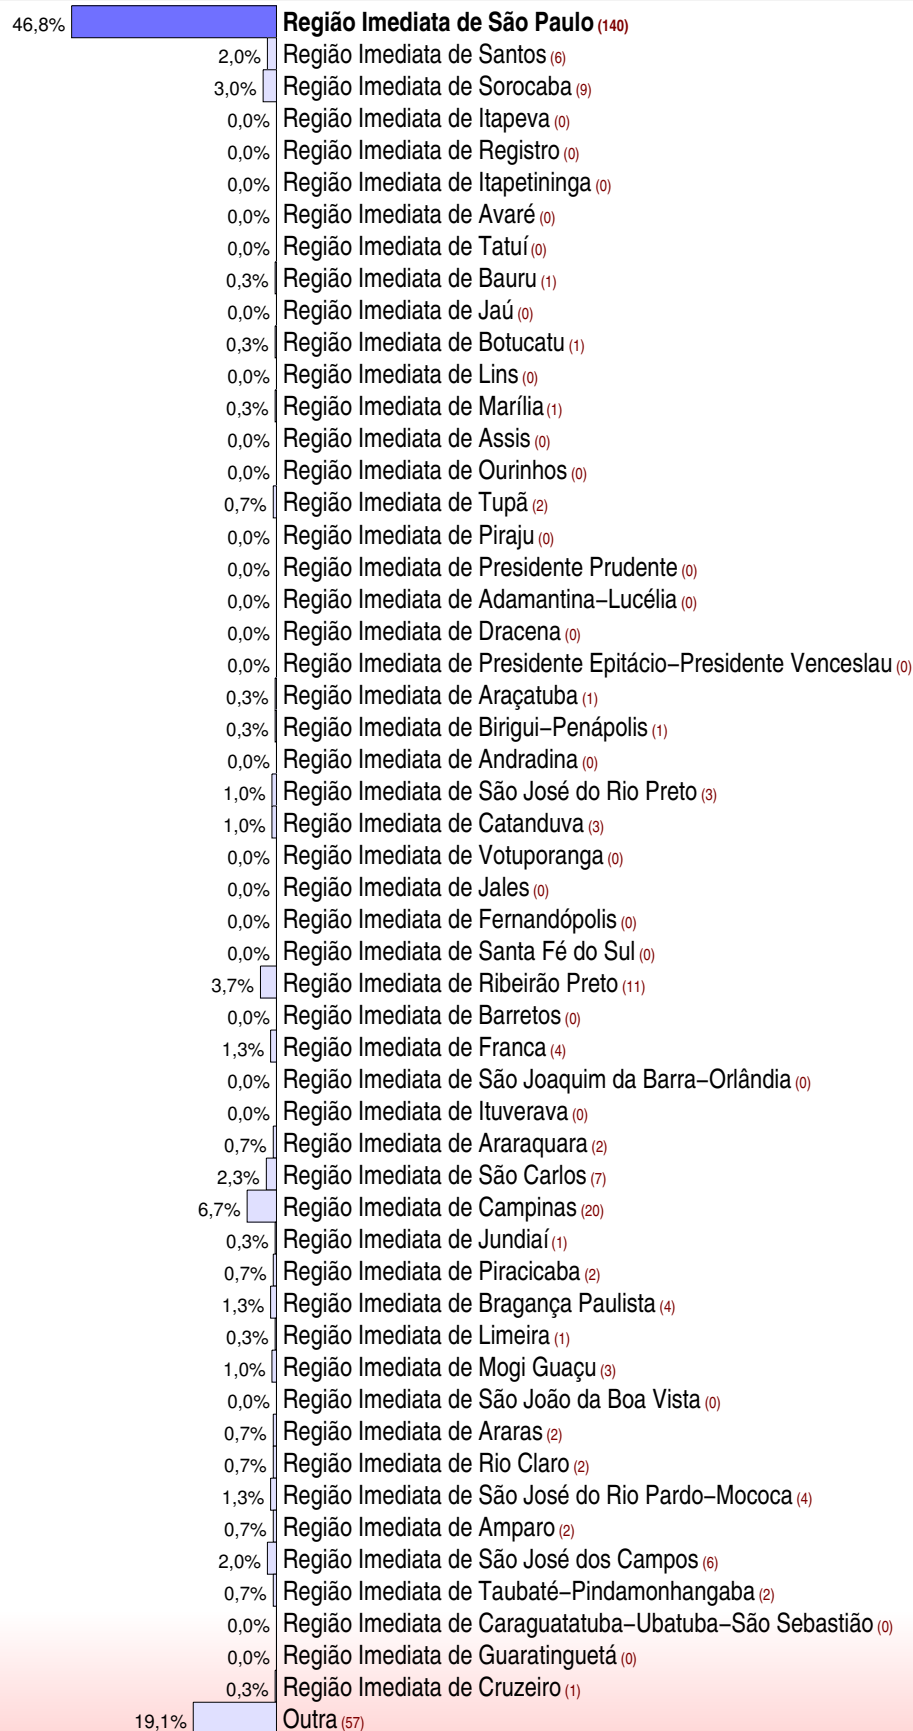 46,8% Região Imediata de São Paulo (140)
2,0% Região Imediata de Santos (6)
3,0% Região Imediata de Sorocaba (9)
0,0% Região Imediata de Itapeva (0)
0,0% Região Imediata de Registro (0)
0,0% Região Imediata de Itapetininga (0)
0,0% Região Imediata de Avaré (0)
0,0% Região Imediata de Tatuí (0)
0,3% Região Imediata de Bauru (1)
0,0% Região Imediata de Jaú (0)
0,3% Região Imediata de Botucatu (1)
0,0% Região Imediata de Lins (0)
0,3% Região Imediata de Marília (1)
0,0% Região Imediata de Assis (0)
0,0% Região Imediata de Ourinhos (0)
0,7% Região Imediata de Tupã (2)
0,0% Região Imediata de Piraju (0)
0,0% Região Imediata de Presidente Prudente (0)
0,0% Região Imediata de Adamantina−Lucélia (0)
0,0% Região Imediata de Dracena (0)
0,0% Região Imediata de Presidente Epitácio−Presidente Venceslau (0)
0,3% Região Imediata de Araçatuba (1)
0,3% Região Imediata de Birigui−Penápolis (1)
0,0% Região Imediata de Andradina (0)
1,0% Região Imediata de São José do Rio Preto (3)
1,0% Região Imediata de Catanduva (3)
0,0% Região Imediata de Votuporanga (0)
0,0% Região Imediata de Jales (0)
0,0% Região Imediata de Fernandópolis (0)
0,0% Região Imediata de Santa Fé do Sul (0)
3,7% Região Imediata de Ribeirão Preto (11)
0,0% Região Imediata de Barretos (0)
1,3% Região Imediata de Franca (4)
0,0% Região Imediata de São Joaquim da Barra−Orlândia (0)
0,0% Região Imediata de Ituverava (0)
0,7% Região Imediata de Araraquara (2)
2,3% Região Imediata de São Carlos (7)
6,7% Região Imediata de Campinas (20)
0,3% Região Imediata de Jundiaí (1)
0,7% Região Imediata de Piracicaba (2)
1,3% Região Imediata de Bragança Paulista (4)
0,3% Região Imediata de Limeira (1)
1,0% Região Imediata de Mogi Guaçu (3)
0,0% Região Imediata de São João da Boa Vista (0)
0,7% Região Imediata de Araras (2)
0,7% Região Imediata de Rio Claro (2)
1,3% Região Imediata de São José do Rio Pardo−Mococa (4)
0,7% Região Imediata de Amparo (2)
2,0% Região Imediata de São José dos Campos (6)
0,7% Região Imediata de Taubaté−Pindamonhangaba (2)
0,0% Região Imediata de Caraguatatuba−Ubatuba−São Sebastião (0)
0,0% Região Imediata de Guaratinguetá (0)
0,3% Região Imediata de Cruzeiro (1)
19,1% Outra (57)